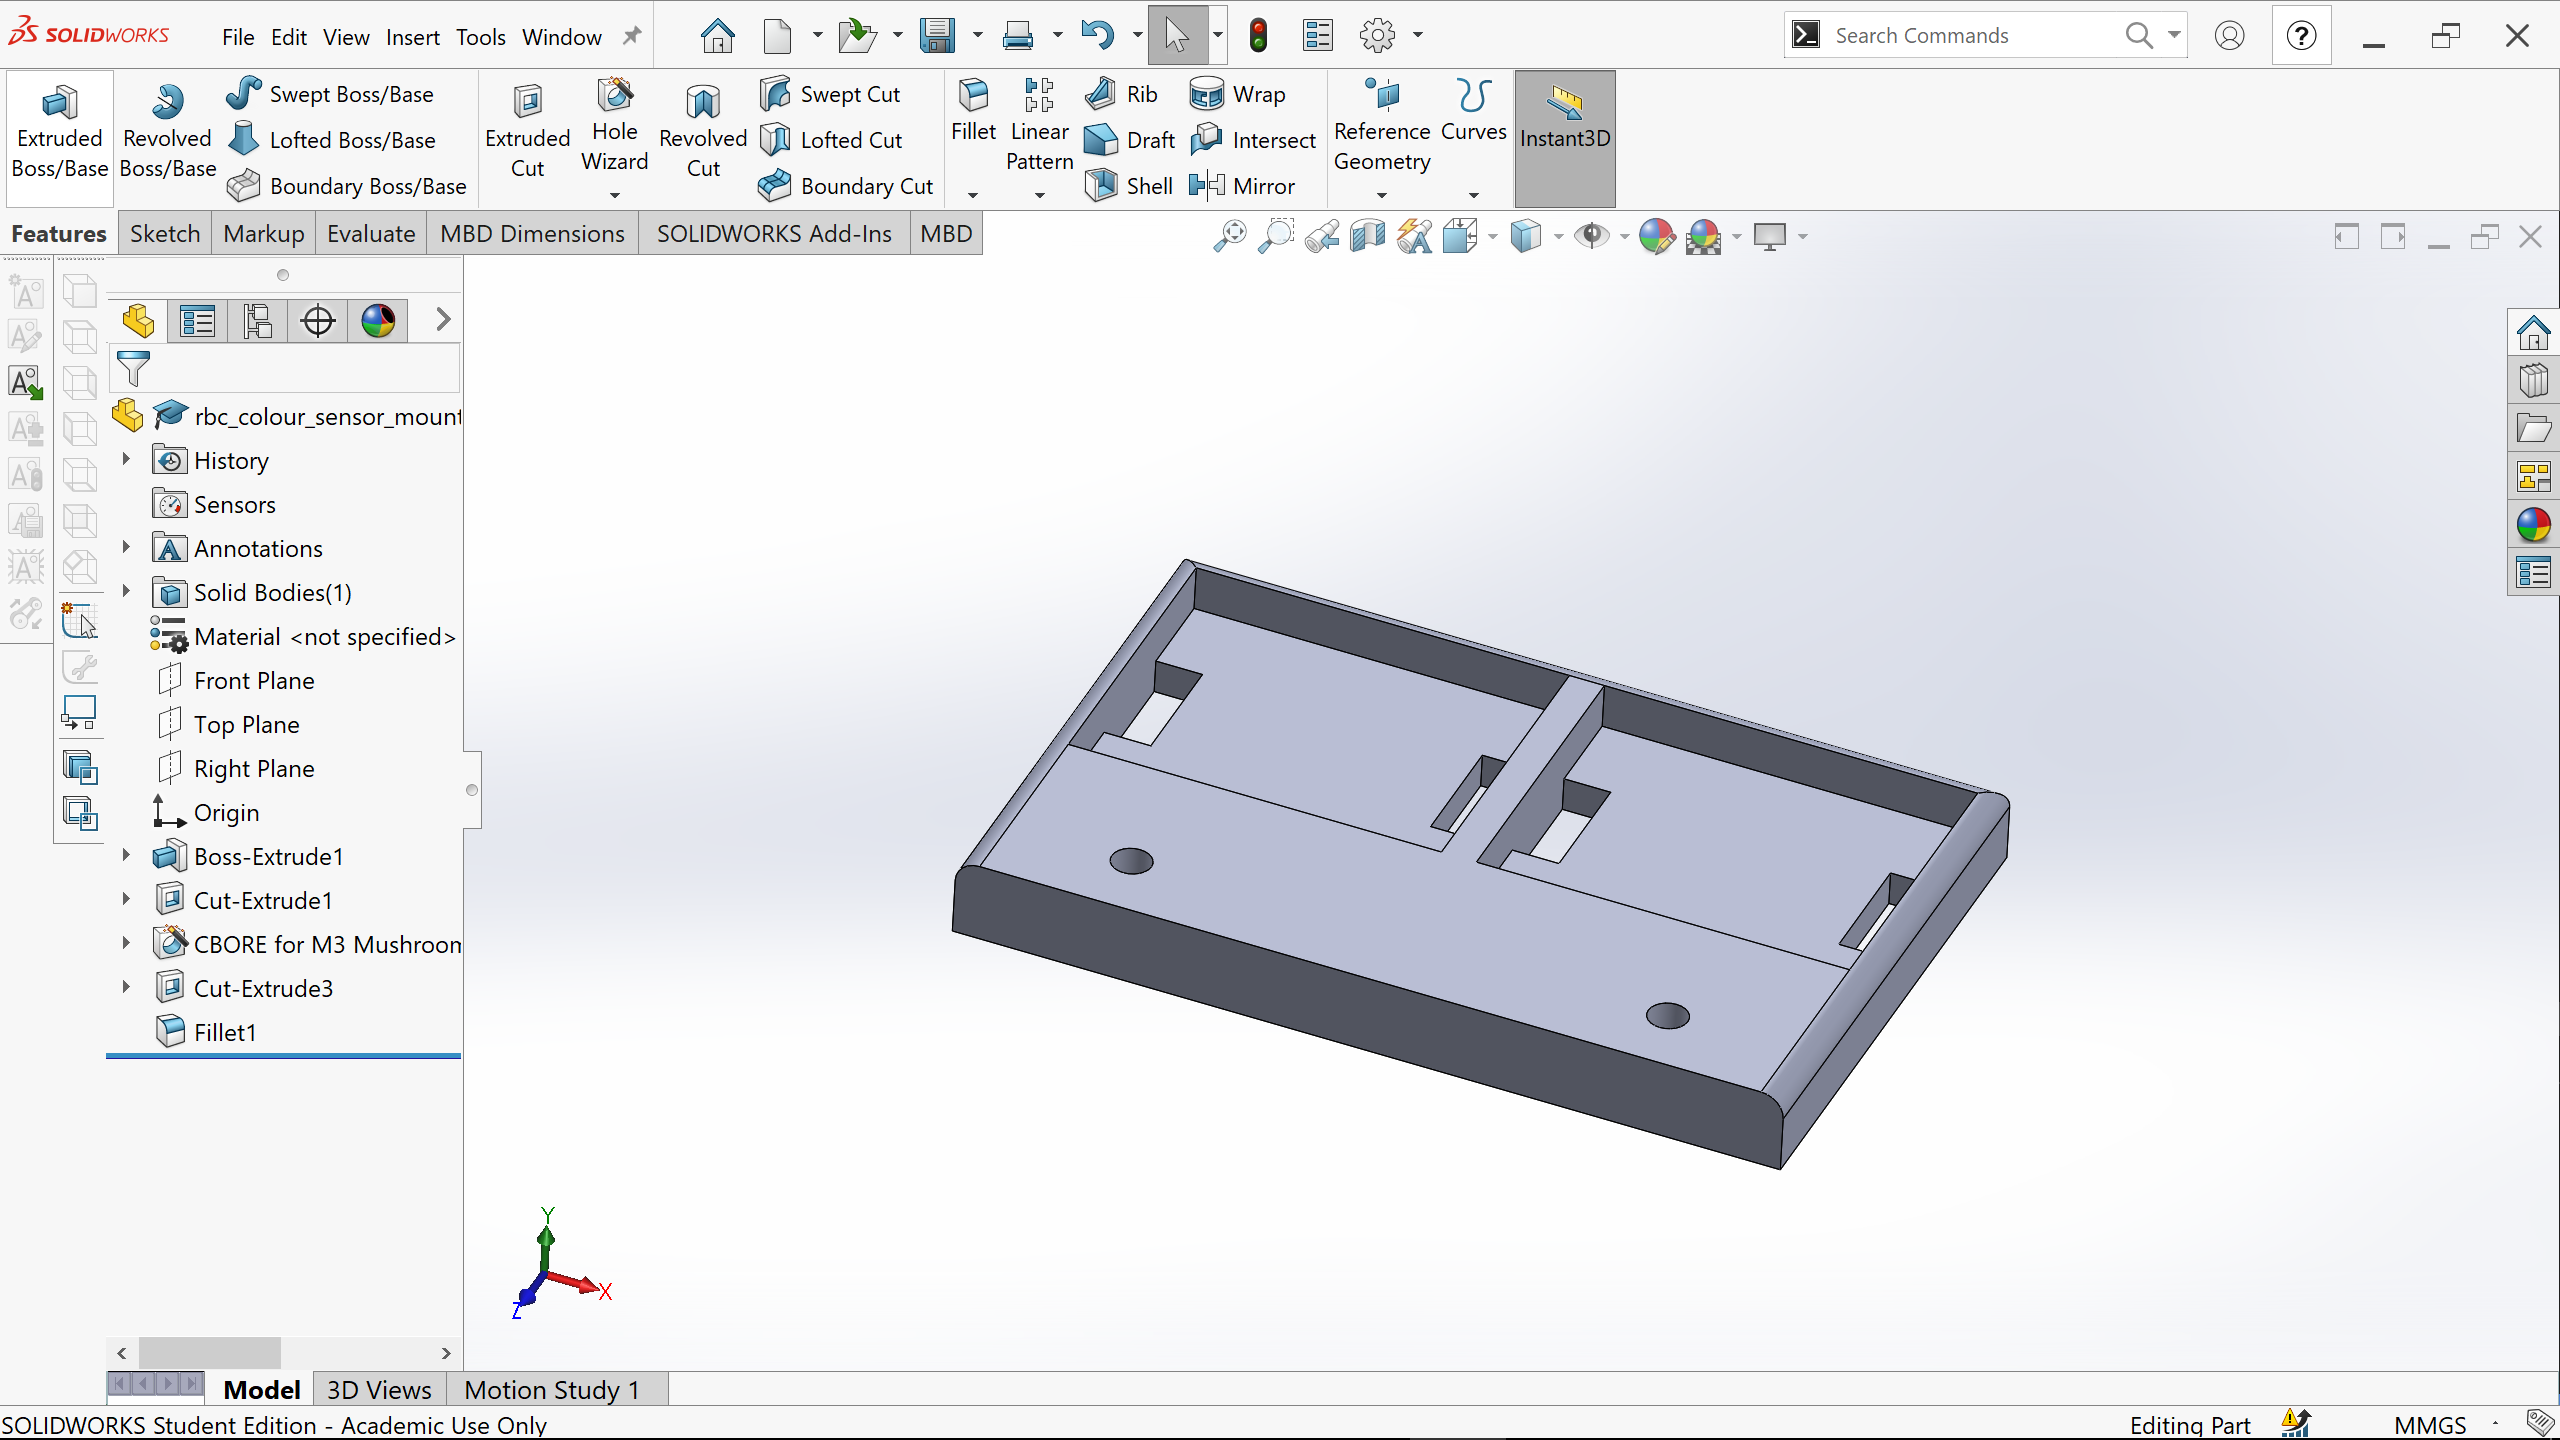 SOLIDWORKS File Edit View Insert Tools Window Search Commands ?
Extruded Boss/Base
Revolved Boss/Base
Swept Boss/Base
Lofted Boss/Base
Boundary Boss/Base
Extruded Cut
Hole Wizard
Revolved Cut
Swept Cut
Lofted Cut
Boundary Cut
Fillet
Linear Pattern
Rib
Draft
Shell
Wrap
Intersect
Mirror
Reference Geometry
Curves
Instant3D
Features Sketch Markup Evaluate MBD Dimensions SOLIDWORKS Add-Ins MBD
rbc_colour_sensor_mount
History
Sensors
Annotations
Solid Bodies(1)
Material <not specified>
Front Plane
Top Plane
Right Plane
Origin
Boss-Extrude1
Cut-Extrude1
CBORE for M3 Mushroom
Cut-Extrude3
Fillet1
Y
X
Z
Model 3D Views Motion Study 1
SOLIDWORKS Student Edition - Academic Use Only Editing Part MMGS